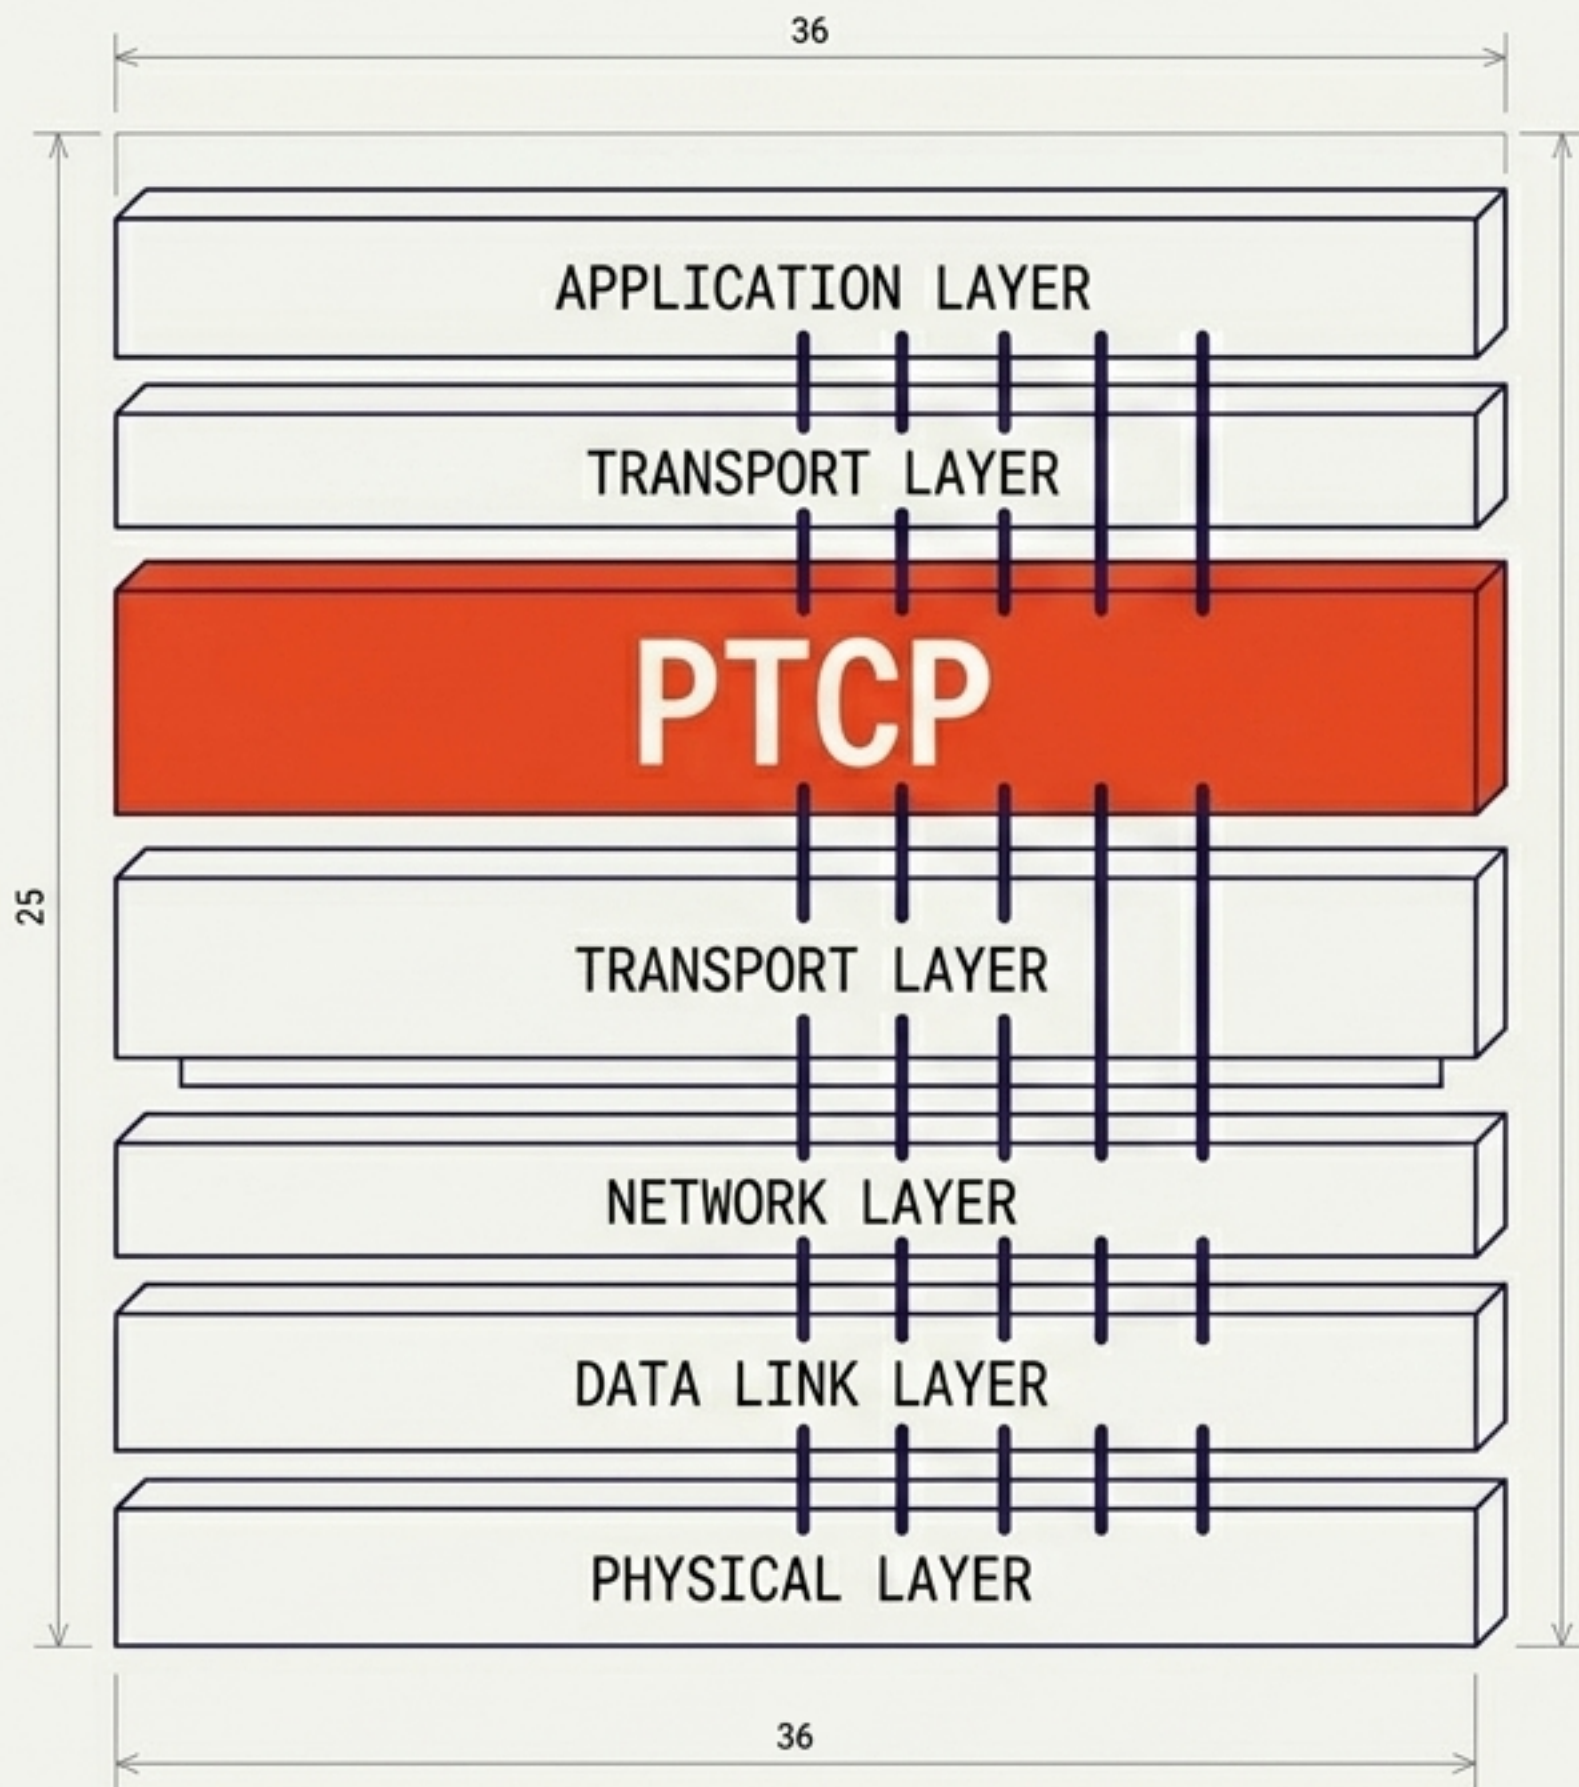 36
APPLICATION LAYER
TRANSPORT LAYER
PTCP
25
TRANSPORT LAYER
NETWORK LAYER
DATA LINK LAYER
PHYSICAL LAYER
36